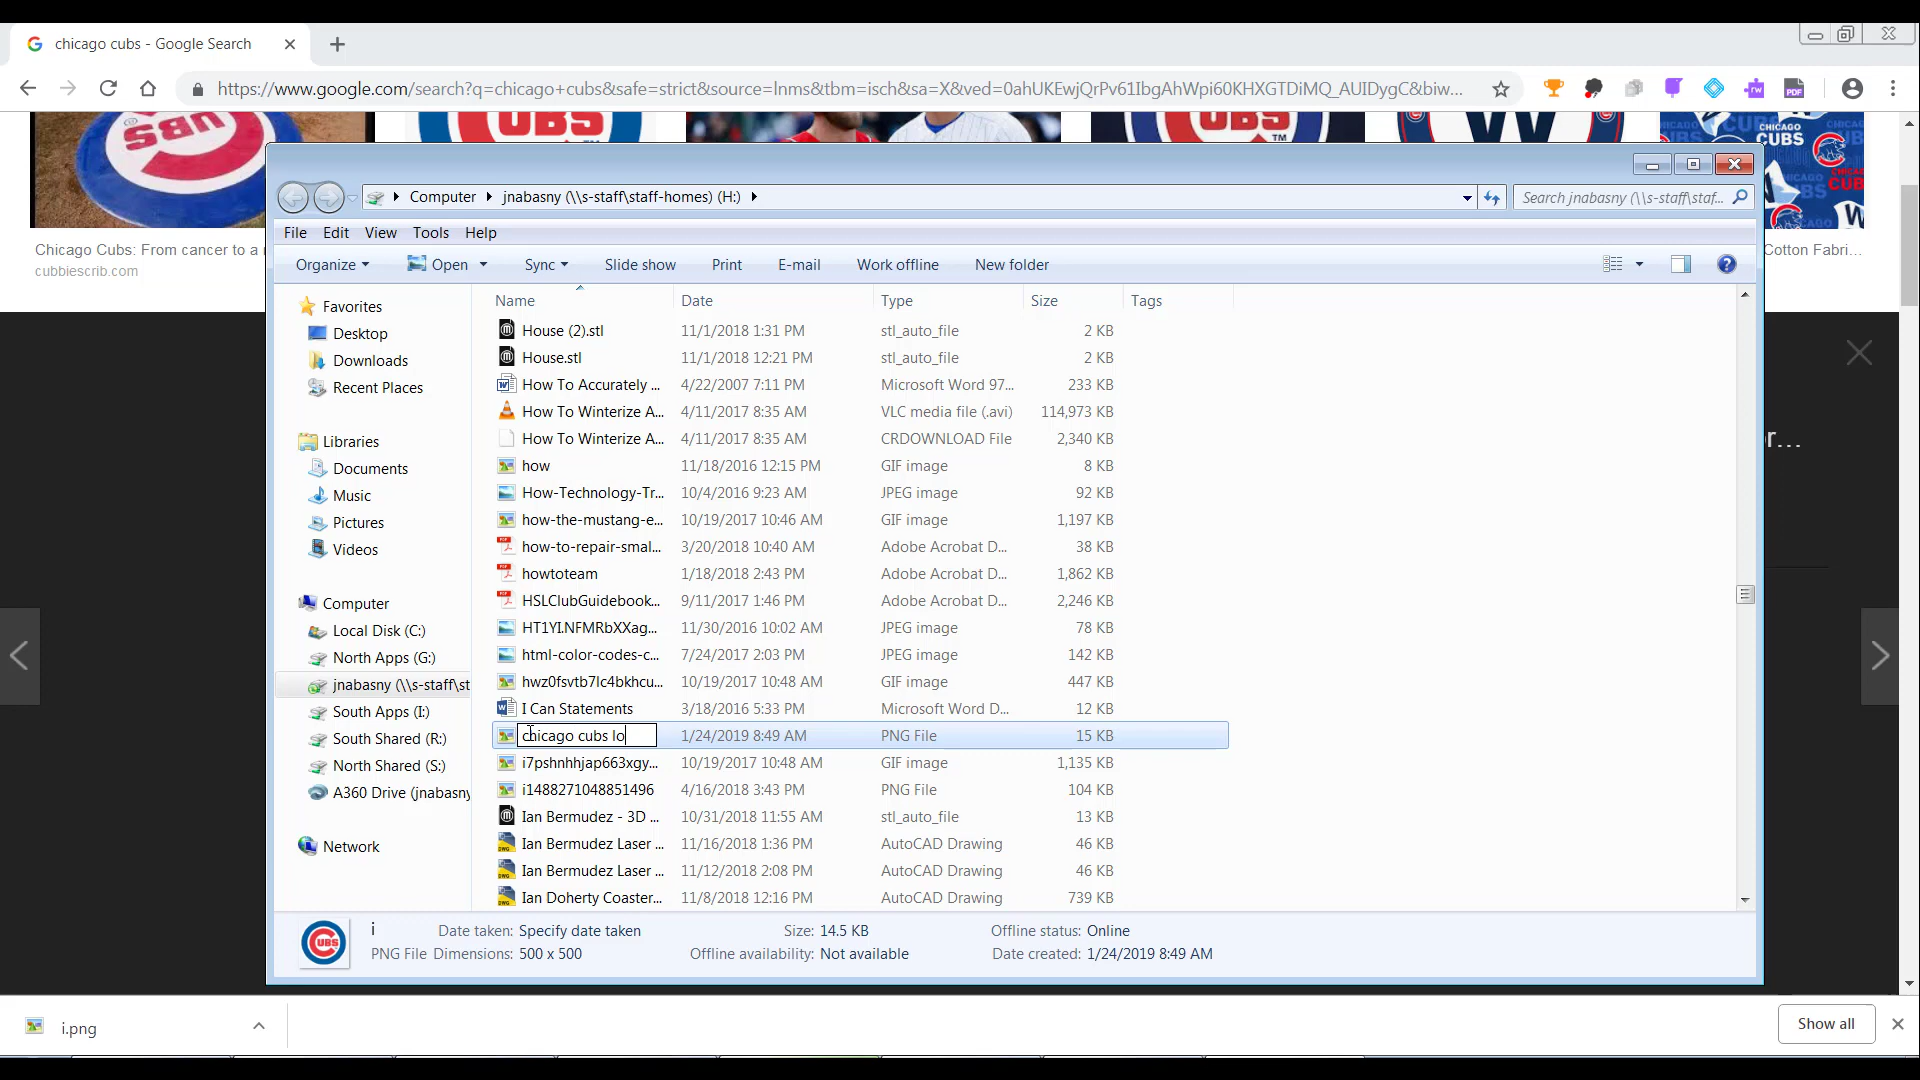 chicago cubs - Google Search
https://www.google.com/search?q=chicago+cubs&safe=strict&source=lnms&tbm=isch&sa=X&ved=0ahUKEwjQrPv61IbgAhWpi60KHXGTDiMQ_AUIDygC&biw...
UBS
UBS
TM
UBS
TM
CHICAGO CUBS
Chicago Cubs: From cancer to a
cubbiescrib.com
Cotton Fabri...
Computer jnabasny (\\s-staff\staff-homes) (H:)
Search jnabasny (\\s-staff\staf...
File Edit View Tools Help
Organize Open Sync Slide show Print E-mail Work offline New folder
Name Date Type Size Tags
Favorites
Desktop
Downloads
Recent Places
Libraries
Documents
Music
Pictures
Videos
Computer
Local Disk (C:)
North Apps (G:)
jnabasny (\\s-staff\st
South Apps (I:)
South Shared (R:)
North Shared (S:)
A360 Drive (jnabasny
Network
House (2).stl 11/1/2018 1:31 PM stl_auto_file 2 KB
House.stl 11/1/2018 12:21 PM stl_auto_file 2 KB
How To Accurately ... 4/22/2007 7:11 PM Microsoft Word 97... 233 KB
How To Winterize A... 4/11/2017 8:35 AM VLC media file (.avi) 114,973 KB
How To Winterize A... 4/11/2017 8:35 AM CRDOWNLOAD File 2,340 KB
how 11/18/2016 12:15 PM GIF image 8 KB
How-Technology-Tr... 10/4/2016 9:23 AM JPEG image 92 KB
how-the-mustang-e... 10/19/2017 10:46 AM GIF image 1,197 KB
how-to-repair-smal... 3/20/2018 10:40 AM Adobe Acrobat D... 38 KB
howtoteam 1/18/2018 2:43 PM Adobe Acrobat D... 1,862 KB
HSLClubGuidebook... 9/11/2017 1:46 PM Adobe Acrobat D... 2,246 KB
HT1YI.NFMRbXXag... 11/30/2016 10:02 AM JPEG image 78 KB
html-color-codes-c... 7/24/2017 2:03 PM JPEG image 142 KB
hwz0fsvtb7lc4bkhcu... 10/19/2017 10:48 AM GIF image 447 KB
I Can Statements 3/18/2016 5:33 PM Microsoft Word D... 12 KB
chicago cubs lo 1/24/2019 8:49 AM PNG File 15 KB
i7pshnhhjap663xgy... 10/19/2017 10:48 AM GIF image 1,135 KB
i1488271048851496 4/16/2018 3:43 PM PNG File 104 KB
Ian Bermudez - 3D ... 10/31/2018 11:55 AM stl_auto_file 13 KB
Ian Bermudez Laser ... 11/16/2018 1:36 PM AutoCAD Drawing 46 KB
Ian Bermudez Laser ... 11/12/2018 2:08 PM AutoCAD Drawing 46 KB
Ian Doherty Coaster... 11/8/2018 12:16 PM AutoCAD Drawing 739 KB
or...
CUBS
i Date taken: Specify date taken Size: 14.5 KB Offline status: Online
PNG File Dimensions: 500 x 500 Offline availability: Not available Date created: 1/24/2019 8:49 AM
i.png
Show all